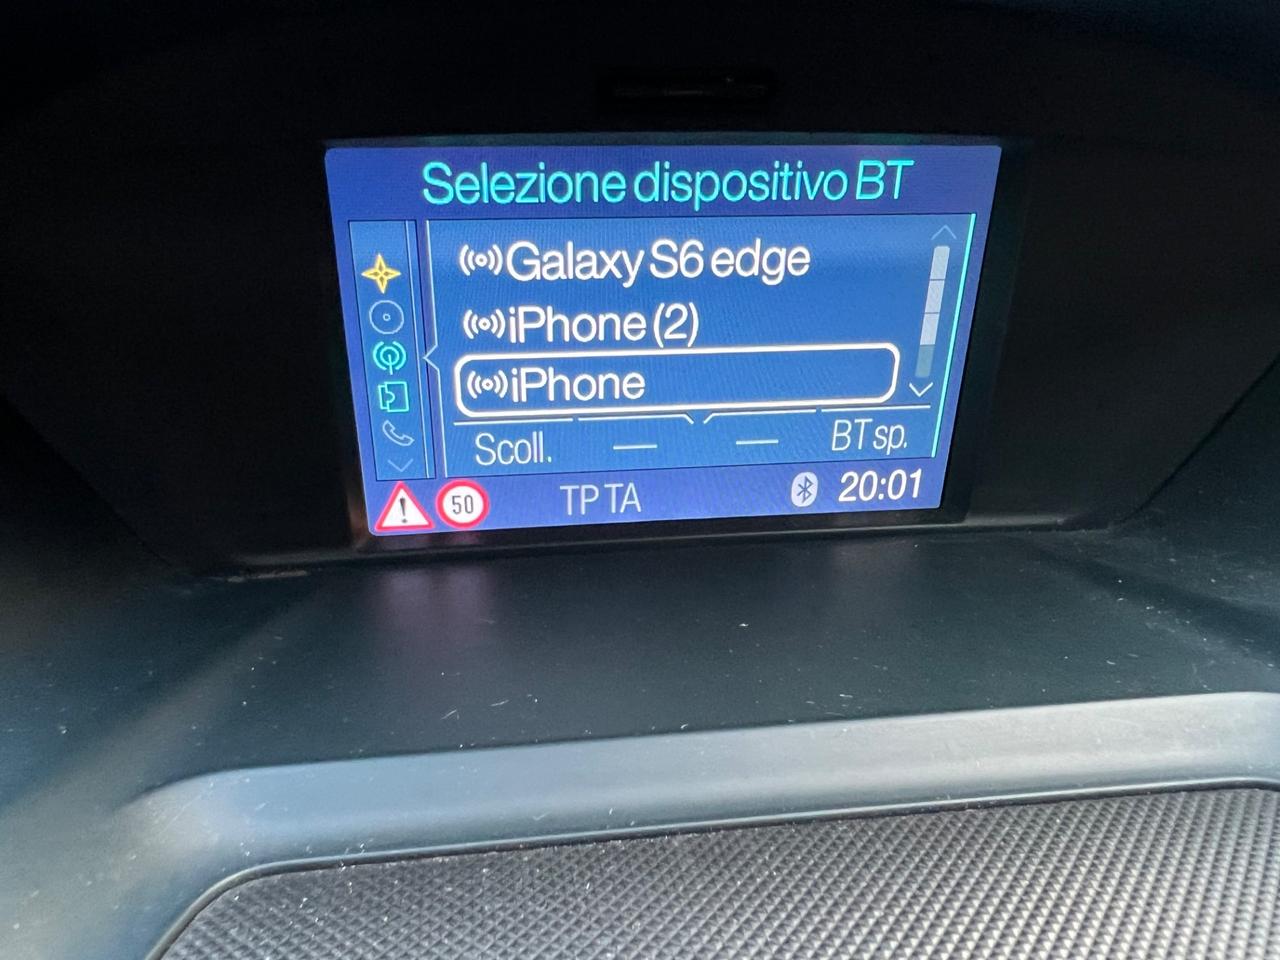 Selezione dispositivo BT
Galaxy S6 edge
iPhone (2)
iPhone
Scoll. BT sp.
50 TP TA 20:01